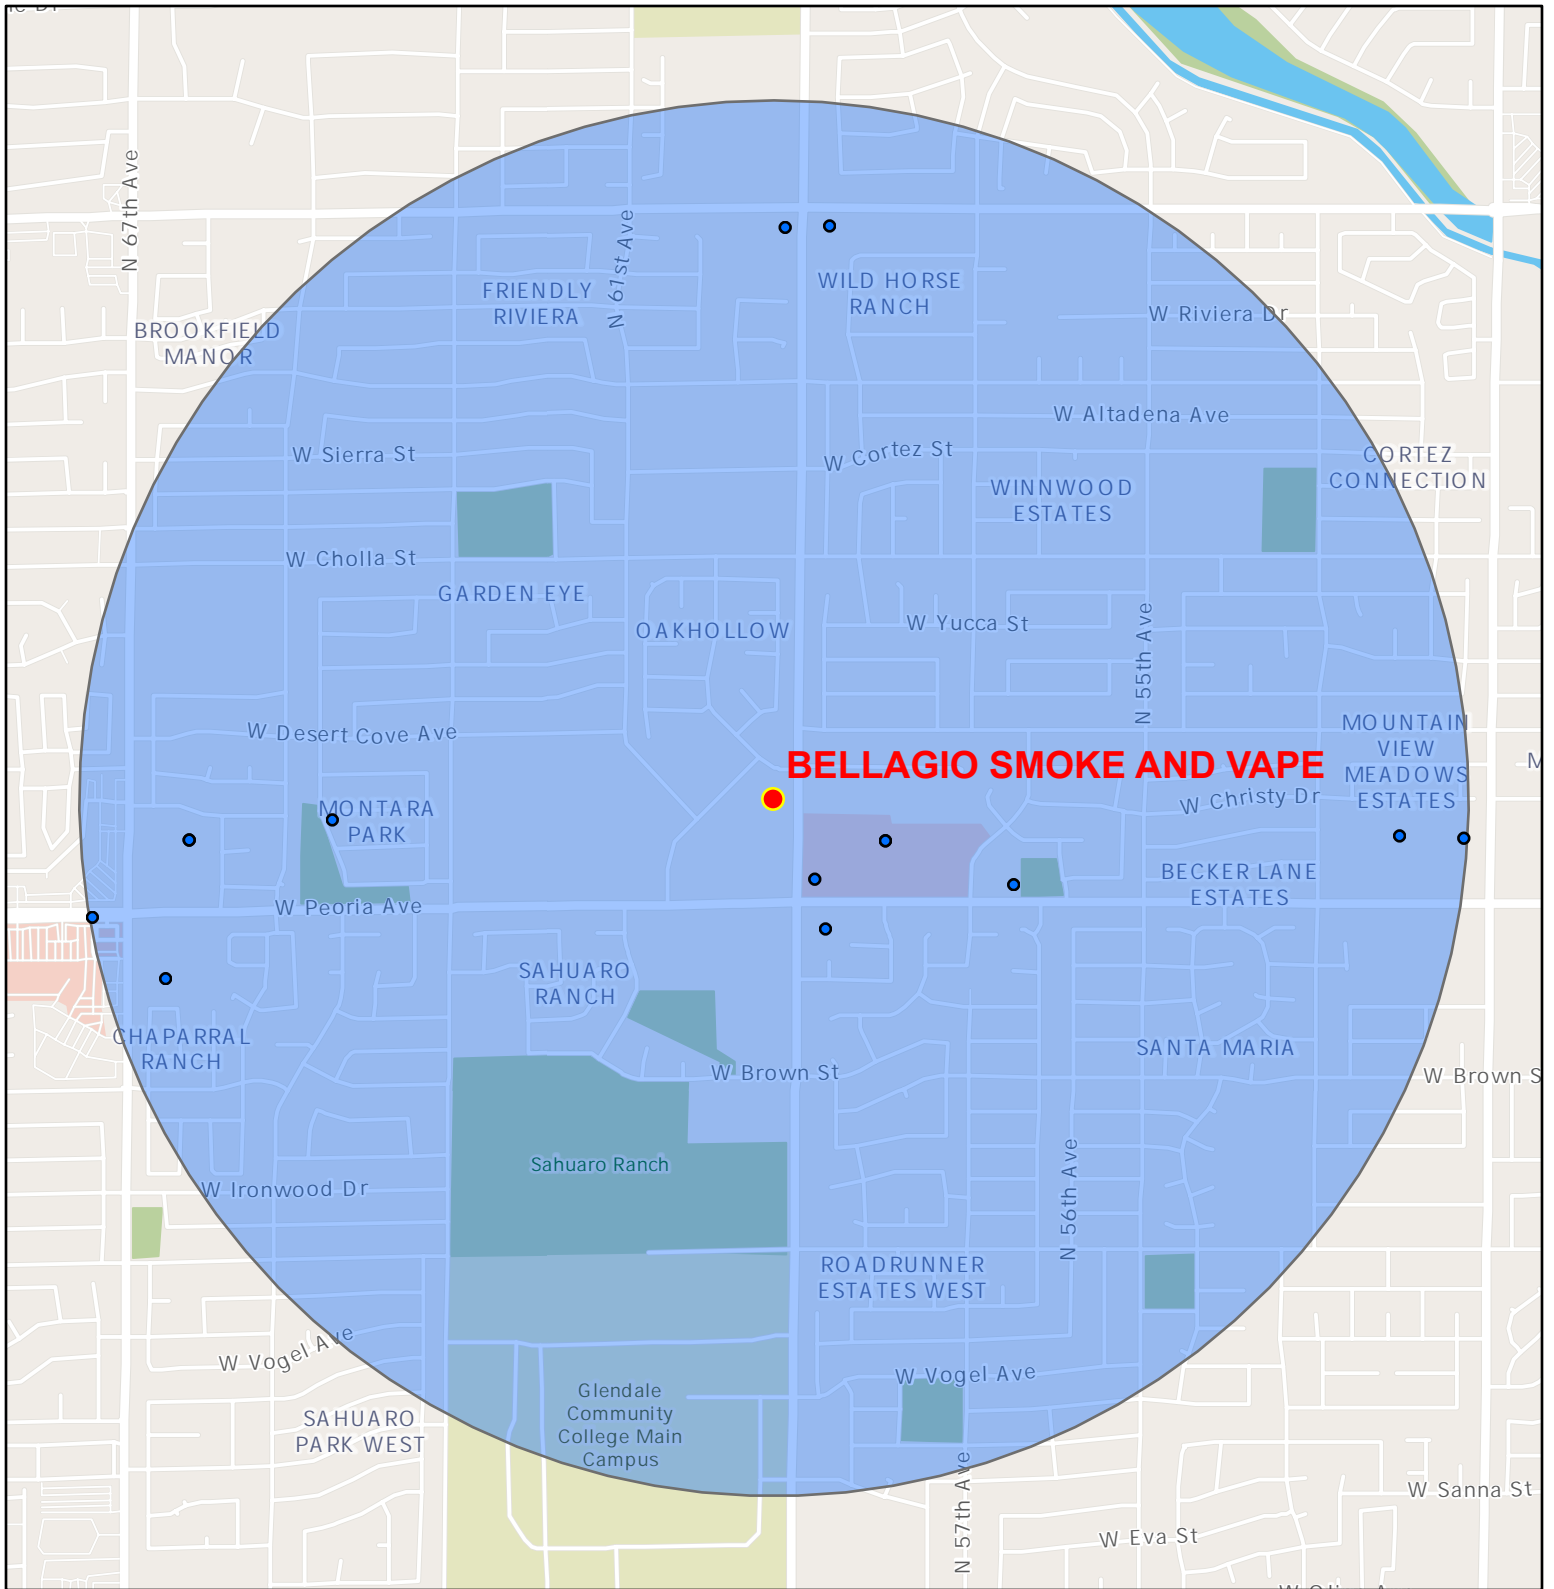 N 67th Ave
N 61st Ave
FRIENDLY
RIVIERA
WILD HORSE
RANCH
W Riviera Dr
BROOKFIELD
MANOR
W Altadena Ave
W Sierra St
W Cortez St
CORTEZ
CONNECTION
WINNWOOD
ESTATES
W Cholla St
GARDEN EYE
OAKHOLLOW
W Yucca St
N 55th Ave
W Desert Cove Ave
MOUNTAIN
VIEW
MEADOWS
ESTATES
BELLAGIO SMOKE AND VAPE
M
W Christy Dr
MONTARA
PARK
BECKER LANE
ESTATES
W Peoria Ave
SAHUARO
RANCH
CHAPARRAL
RANCH
SANTA MARIA
W Brown St
W Brown S
Sahuaro Ranch
W Ironwood Dr
N 56th Ave
ROADRUNNER
ESTATES WEST
W Vogel Ave
W Vogel Ave
Glendale
Community
College Main
Campus
SAHUARO
PARK WEST
N 57th Ave
W Sanna St
W Eva St